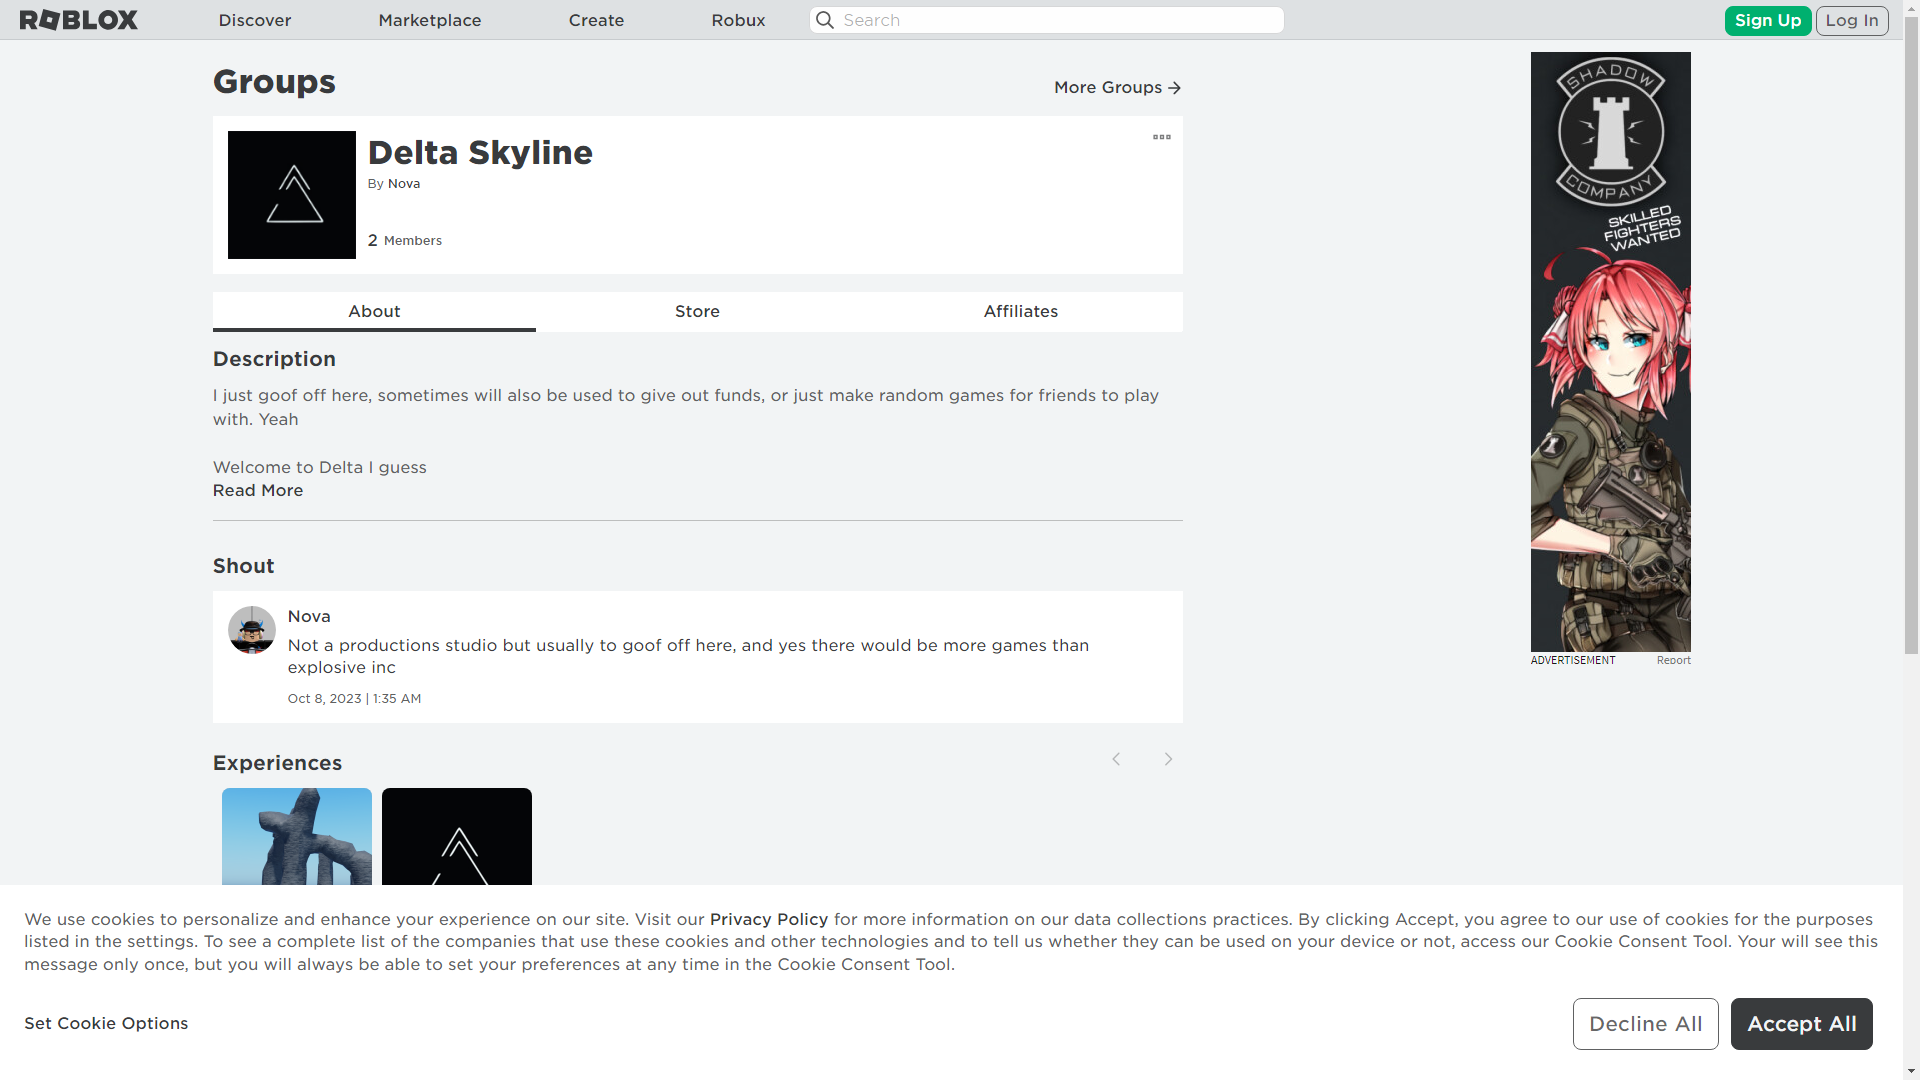 ROBLOX
Discover
Marketplace
Create
Robux
Search
Sign Up
Log In
Groups
More Groups
Delta Skyline
By Nova
2 Members
About
Store
Affiliates
Description
I just goof off here, sometimes will also be used to give out funds, or just make random games for friends to play
with. Yeah
Welcome to Delta I guess
Read More
Shout
Nova
Not a productions studio but usually to goof off here, and yes there would be more games than
explosive inc
Oct 8, 2023 | 1:35 AM
Experiences
SHADOW
COMPANY
SKILLED
FIGHTERS
WANTED
ADVERTISEMENT
Report
We use cookies to personalize and enhance your experience on our site. Visit our Privacy Policy for more information on our data collections practices. By clicking Accept, you agree to our use of cookies for the purposes
listed in the settings. To see a complete list of the companies that use these cookies and other technologies and to tell us whether they can be used on your device or not, access our Cookie Consent Tool. Your will see this
message only once, but you will always be able to set your preferences at any time in the Cookie Consent Tool.
Set Cookie Options
Decline All
Accept All